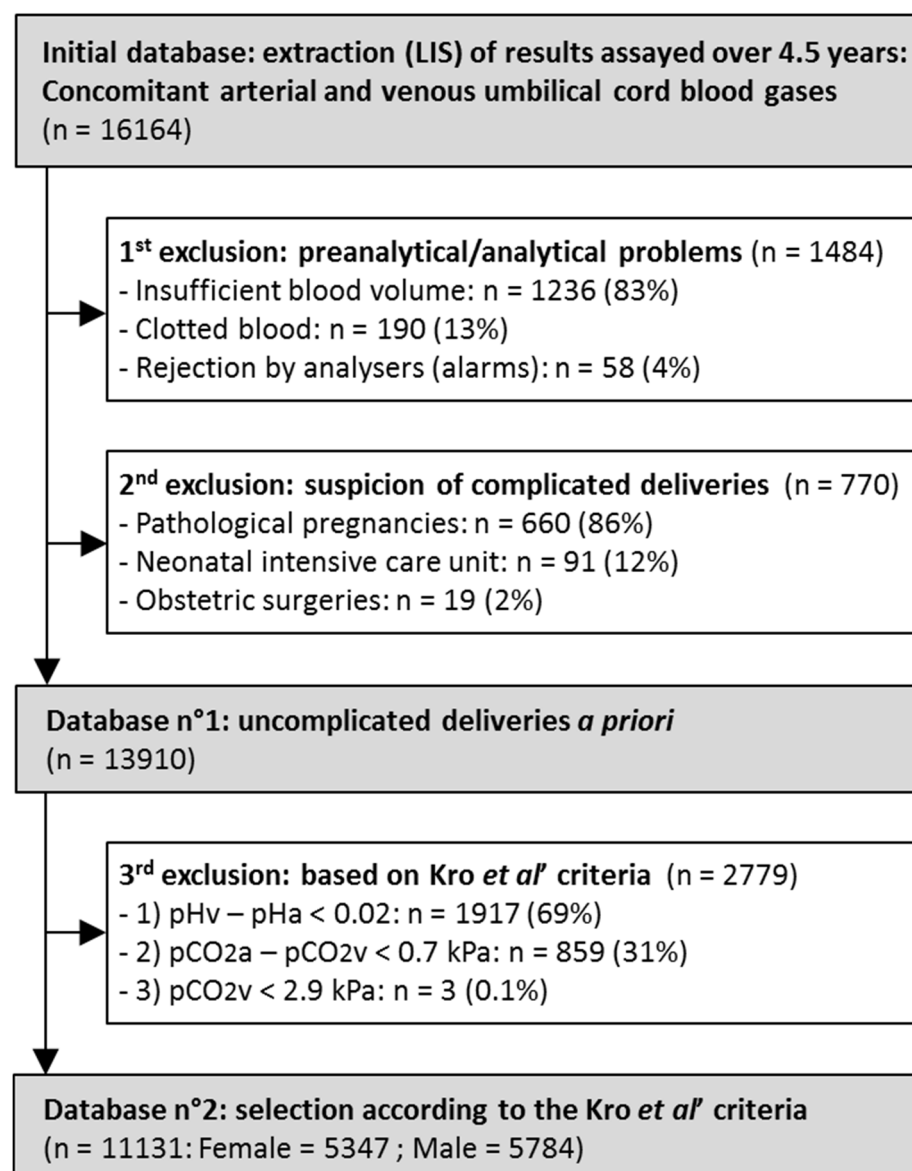 Initial database: extraction (LIS) of results assayed over 4.5 years:
Concomitant arterial and venous umbilical cord blood gases
(n = 16164)
1st exclusion: preanalytical/analytical problems (n = 1484)
- Insufficient blood volume: n = 1236 (83%)
- Clotted blood: n = 190 (13%)
- Rejection by analysers (alarms): n = 58 (4%)
2nd exclusion: suspicion of complicated deliveries (n = 770)
- Pathological pregnancies: n = 660 (86%)
- Neonatal intensive care unit: n = 91 (12%)
- Obstetric surgeries: n = 19 (2%)
Database n°1: uncomplicated deliveries a priori
(n = 13910)
3rd exclusion: based on Kro et al' criteria (n = 2779)
- 1) pHv – pHa < 0.02: n = 1917 (69%)
- 2) pCO2a – pCO2v < 0.7 kPa: n = 859 (31%)
- 3) pCO2v < 2.9 kPa: n = 3 (0.1%)
Database n°2: selection according to the Kro et al' criteria
(n = 11131: Female = 5347 ; Male = 5784)